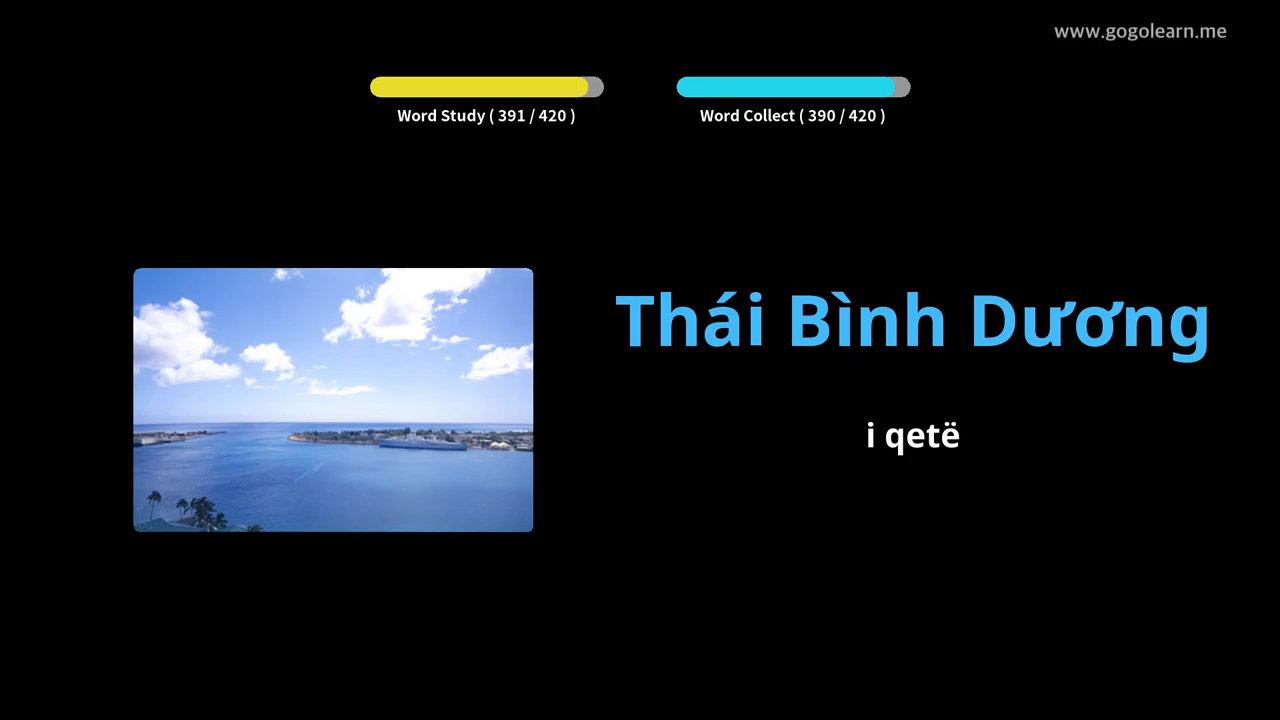 www.gogolearn.me
Word Study ( 391 / 420 )
Word Collect ( 390 / 420 )
Thái Bình Dương
i qetë